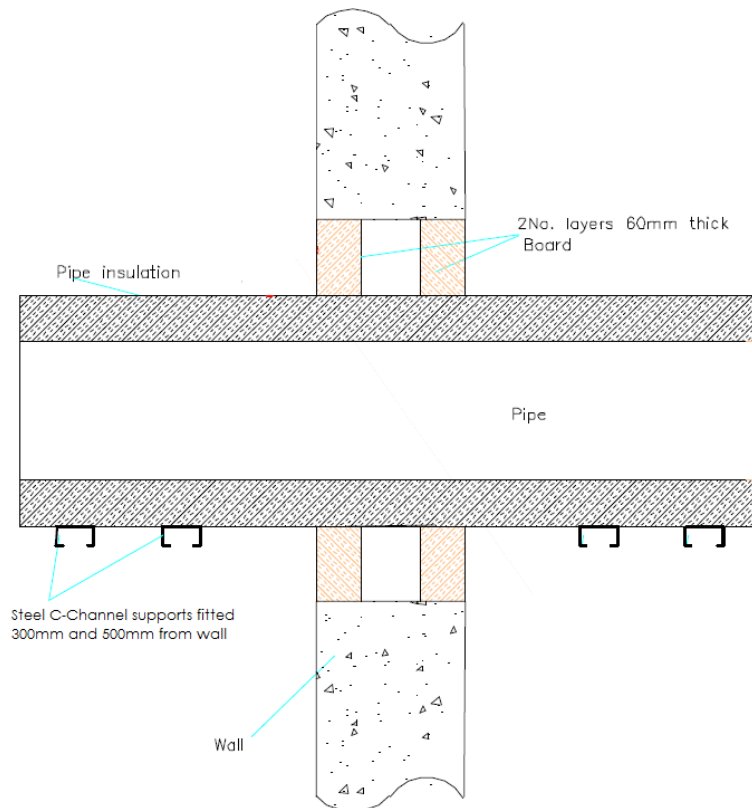 2No. layers 60mm thick
Board
Pipe insulation
Pipe
Steel C-Channel supports fitted
300mm and 500mm from wall
Wall